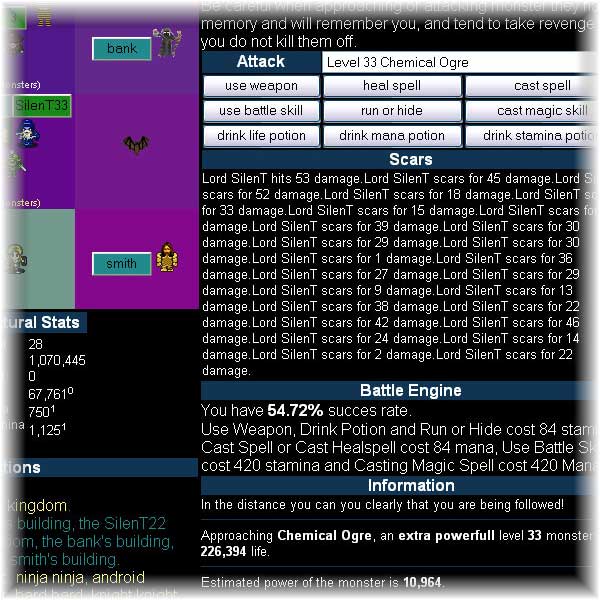 bank
onsters)
SilenT33
onsters)
smith
tural Stats
28
1,070,445
0
67,761⁰
750¹
mina 1,125¹
tions
kingdom.
s building, the SilenT22
oom, the bank's building,
smith's building.
ninja ninja, android
hard bard, knight knight
Be careful when approaching or attacking monster they h
memory and will remember you, and tend to take revenge
you do not kill them off.
Attack Level 33 Chemical Ogre
use weapon heal spell cast spell
use battle skill run or hide cast magic skill
drink life potion drink mana potion drink stamina potio
Scars
Lord SilenT hits 53 damage.Lord SilenT scars for 45 damage.Lord S
scars for 52 damage.Lord SilenT scars for 18 damage.Lord SilenT sc
for 33 damage.Lord SilenT scars for 15 damage.Lord SilenT scars fo
damage.Lord SilenT scars for 39 damage.Lord SilenT scars for 30
damage.Lord SilenT scars for 29 damage.Lord SilenT scars for 30
damage.Lord SilenT scars for 1 damage.Lord SilenT scars for 36
damage.Lord SilenT scars for 27 damage.Lord SilenT scars for 29
damage.Lord SilenT scars for 9 damage.Lord SilenT scars for 13
damage.Lord SilenT scars for 38 damage.Lord SilenT scars for 22
damage.Lord SilenT scars for 42 damage.Lord SilenT scars for 46
damage.Lord SilenT scars for 24 damage.Lord SilenT scars for 14
damage.Lord SilenT scars for 2 damage.Lord SilenT scars for 22
damage.
Battle Engine
You have 54.72% succes rate.
Use Weapon, Drink Potion and Run or Hide cost 84 stam
Cast Spell or Cast Healspell cost 84 mana, Use Battle Sk
cost 420 stamina and Casting Magic Spell cost 420 Mana
Information
In the distance you can you clearly that you are being followed!
Approaching Chemical Ogre, an extra powerfull level 33 monster
226,394 life.
Estimated power of the monster is 10,964.